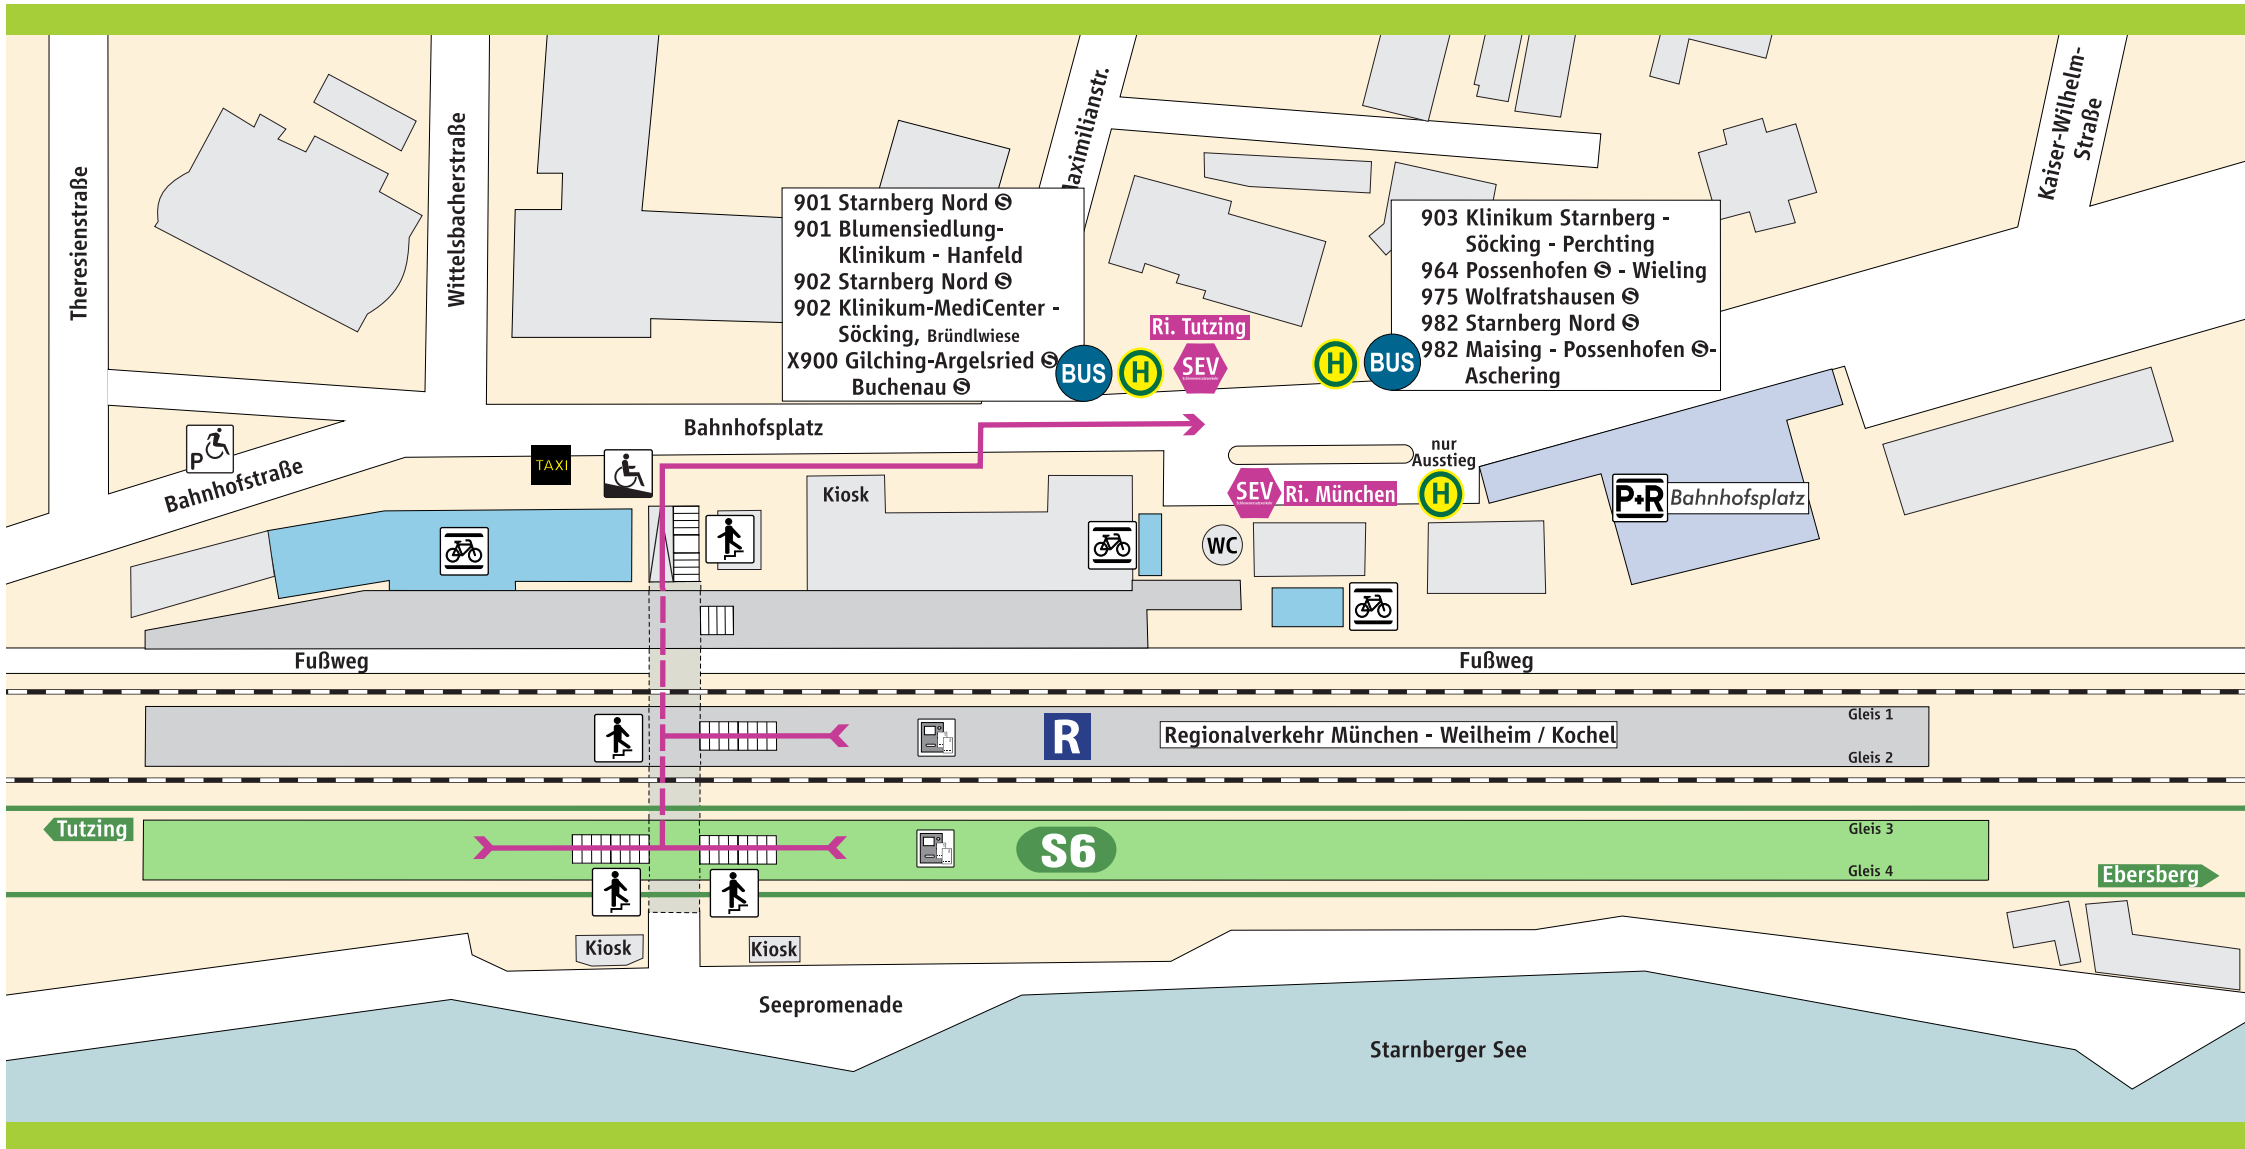 Theresienstraße
Wittelsbacherstraße
Maximilianstr.
Kaiser-Wilhelm-
Straße
901 Starnberg Nord S
901 Blumensiedlung-
Klinikum - Hanfeld
902 Starnberg Nord S
902 Klinikum-MediCenter -
Söcking, Bründlwiese
X900 Gilching-Argelsried S
Buchenau S
BUS
H
Ri. Tutzing
SEV
H
BUS
903 Klinikum Starnberg -
Söcking - Perchting
964 Possenhofen S - Wieling
975 Wolfratshausen S
982 Starnberg Nord S
982 Maising - Possenhofen S-
Aschering
Bahnhofsplatz
P
Bahnhofstraße
TAXI
Kiosk
nur
Ausstieg
SEV
Ri. München
H
P+R
Bahnhofsplatz
WC
Fußweg
Fußweg
R
Regionalverkehr München - Weilheim / Kochel
Gleis 1
Gleis 2
Tutzing
S6
Gleis 3
Gleis 4
Ebersberg
Kiosk
Kiosk
Seepromenade
Starnberger See